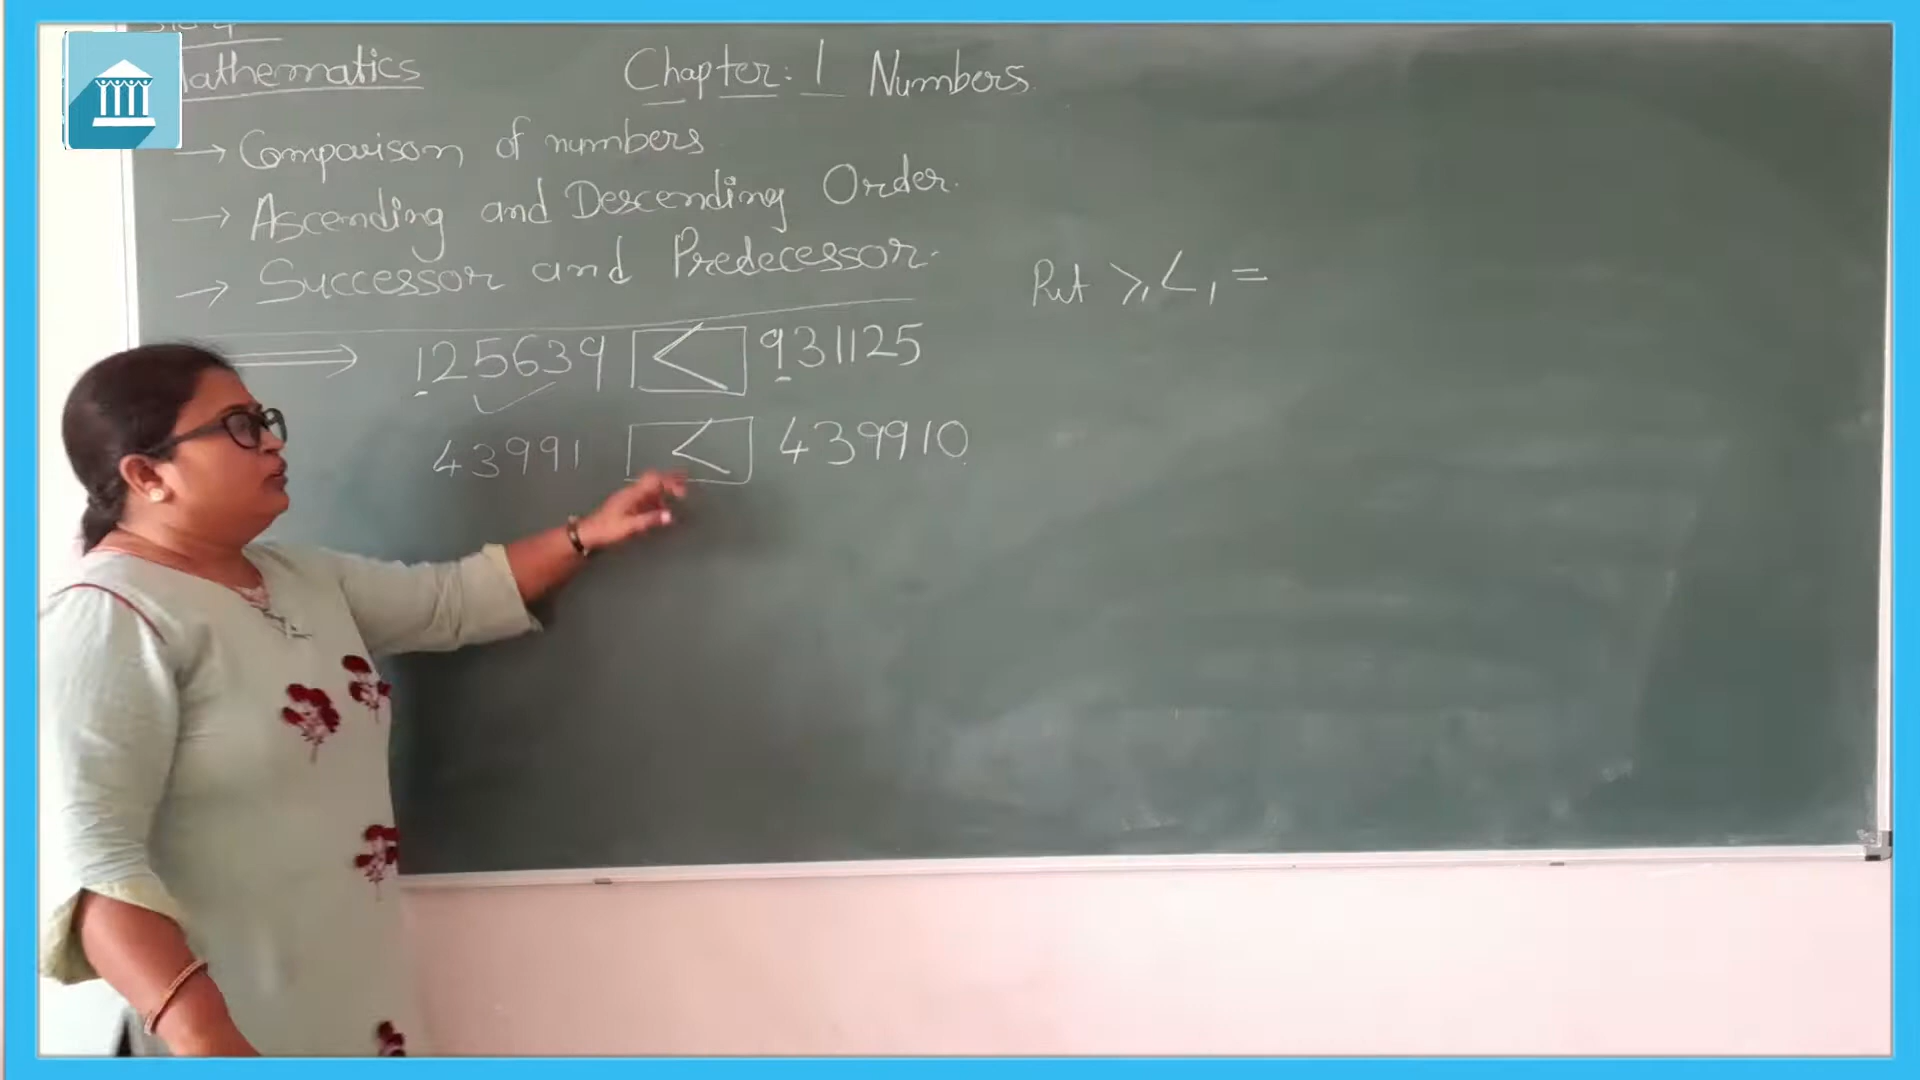 Mathematics
Chapter: 1 Numbers
→ Comparison of numbers
→ Ascending and Descending Order.
→ Successor and Predecessor.
Put >, <, =
⟹ 125639 < 931125
43991 < 439910